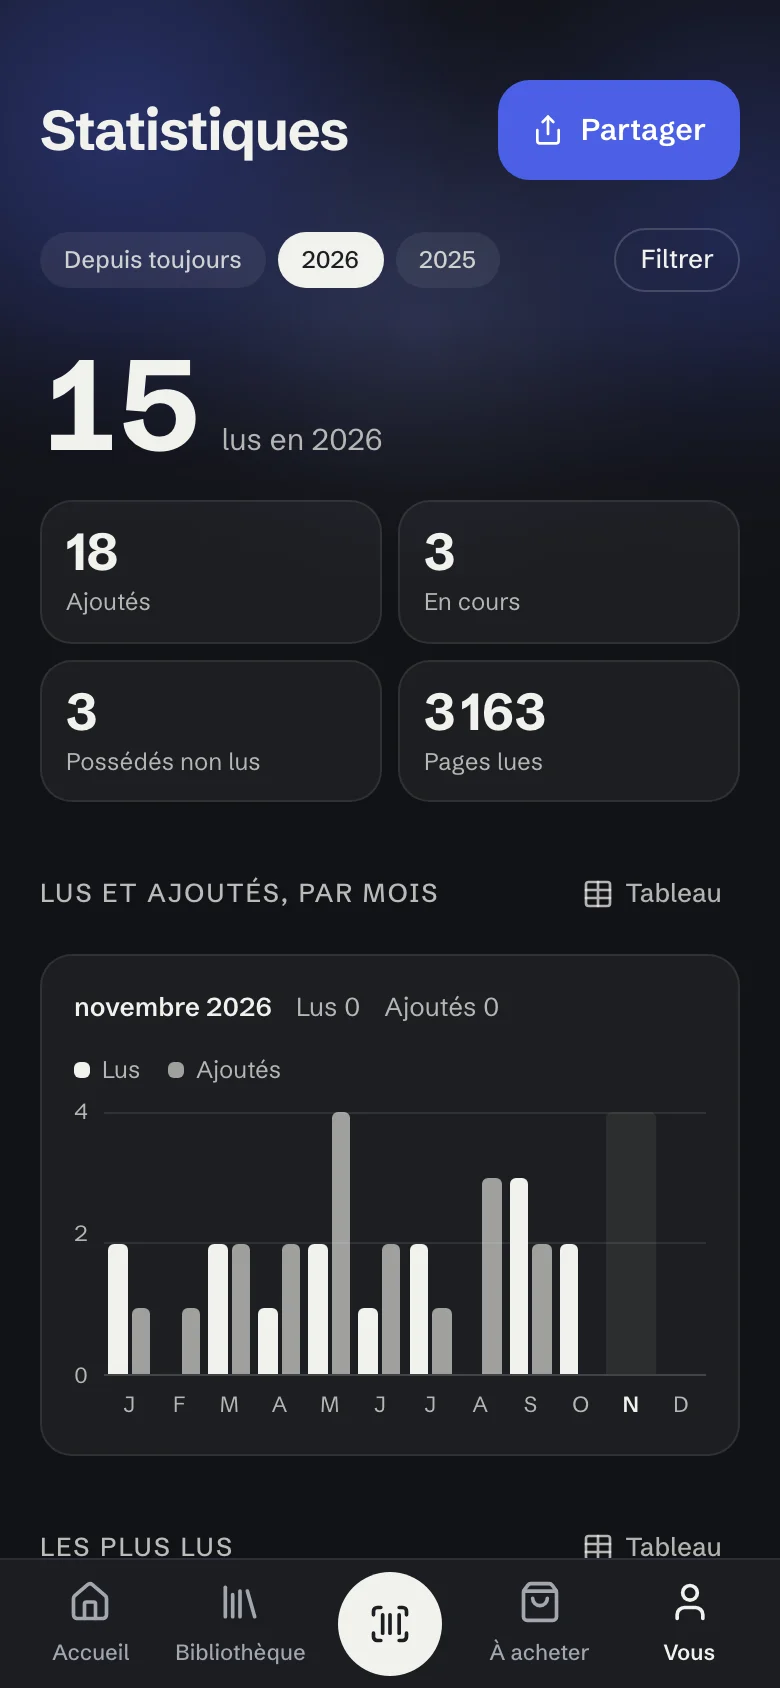 Statistiques
Partager
Depuis toujours
2026
2025
Filtrer
15 lus en 2026
18
Ajoutés
3
En cours
3
Possédés non lus
3 163
Pages lues
LUS ET AJOUTÉS, PAR MOIS
Tableau
novembre 2026 Lus 0 Ajoutés 0
Lus Ajoutés
4
2
0
J F M A M J J A S O N D
LES PLUS LUS
Tableau
Accueil
Bibliothèque
À acheter
Vous